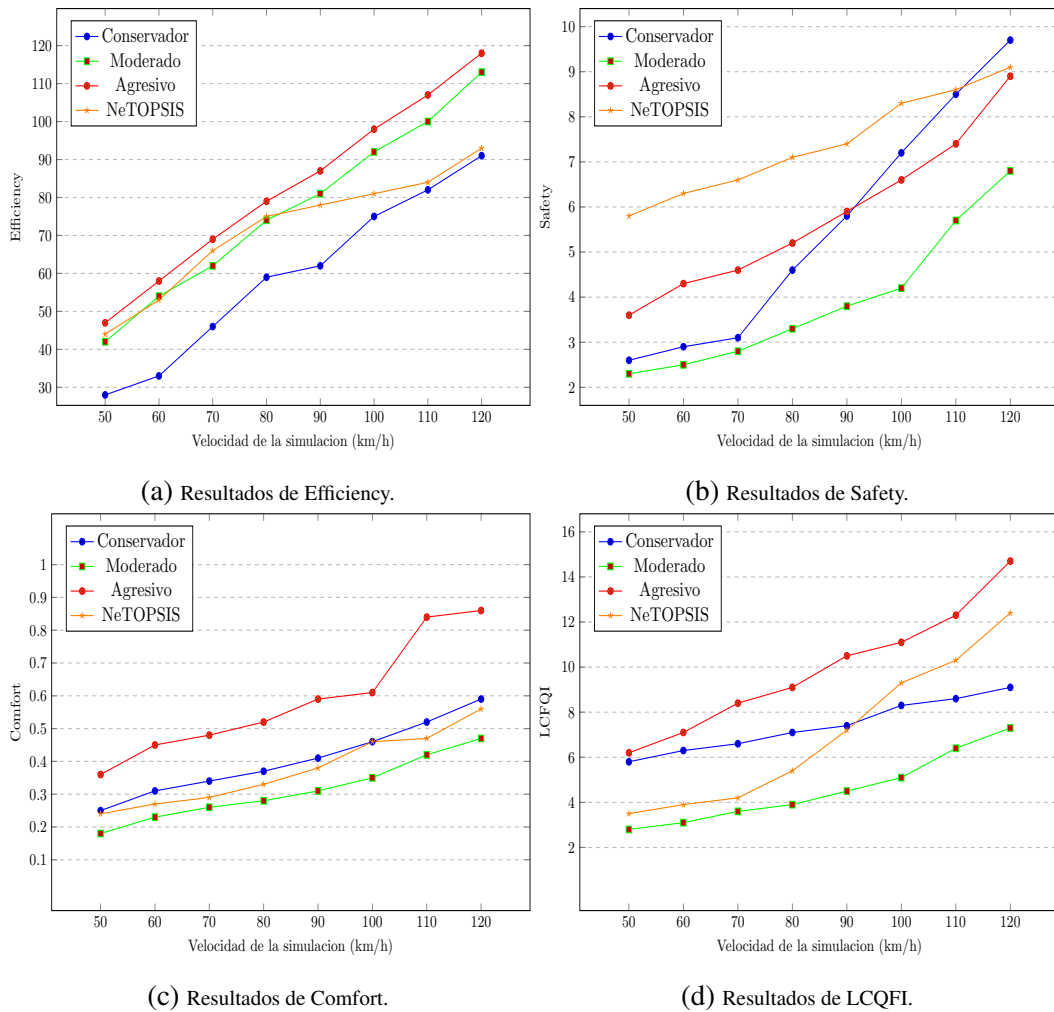 Conservador
Moderado
Agresivo
NeTOPSIS
120
110
100
90
80
70
60
50
40
30
Efficiency
50 60 70 80 90 100 110 120
Velocidad de la simulacion (km/h)
(a) Resultados de Efficiency.
Conservador
Moderado
Agresivo
NeTOPSIS
10
9
8
7
6
5
4
3
2
Safety
50 60 70 80 90 100 110 120
Velocidad de la simulacion (km/h)
(b) Resultados de Safety.
Conservador
Moderado
Agresivo
NeTOPSIS
1
0.9
0.8
0.7
0.6
0.5
0.4
0.3
0.2
0.1
Comfort
50 60 70 80 90 100 110 120
Velocidad de la simulacion (km/h)
(c) Resultados de Comfort.
Conservador
Moderado
Agresivo
NeTOPSIS
16
14
12
10
8
6
4
2
LCFQI
50 60 70 80 90 100 110 120
Velocidad de la simulacion (km/h)
(d) Resultados de LCQFI.